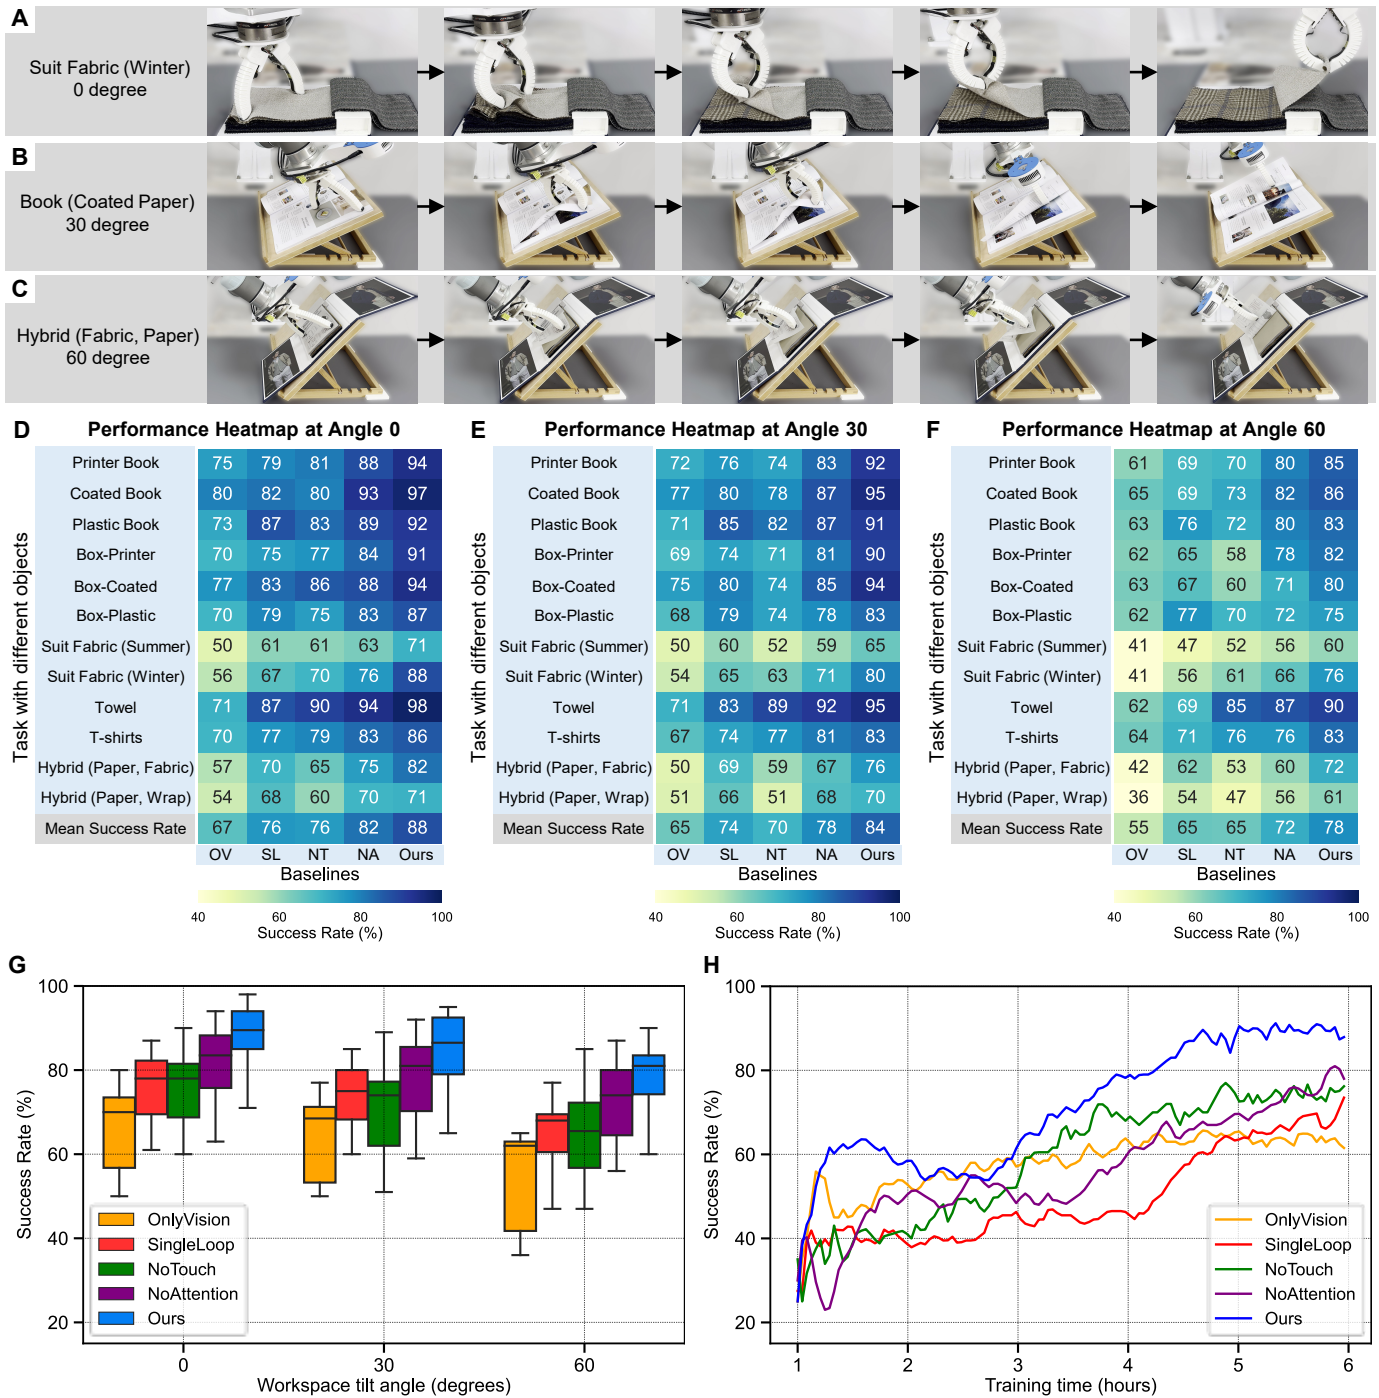 A
Suit Fabric (Winter)
0 degree
B
Book (Coated Paper)
30 degree
C
Hybrid (Fabric, Paper)
60 degree
D
Performance Heatmap at Angle 0
Task with different objects
Printer Book 75 79 81 88 94
Coated Book 80 82 80 93 97
Plastic Book 73 87 83 89 92
Box-Printer 70 75 77 84 91
Box-Coated 77 83 86 88 94
Box-Plastic 70 79 75 83 87
Suit Fabric (Summer) 50 61 61 63 71
Suit Fabric (Winter) 56 67 70 76 88
Towel 71 87 90 94 98
T-shirts 70 77 79 83 86
Hybrid (Paper, Fabric) 57 70 65 75 82
Hybrid (Paper, Wrap) 54 68 60 70 71
Mean Success Rate 67 76 76 82 88
OV SL NT NA Ours
Baselines
40 60 80 100
Success Rate (%)
E
Performance Heatmap at Angle 30
Task with different objects
Printer Book 72 76 74 83 92
Coated Book 77 80 78 87 95
Plastic Book 71 85 82 87 91
Box-Printer 69 74 71 81 90
Box-Coated 75 80 74 85 94
Box-Plastic 68 79 74 78 83
Suit Fabric (Summer) 50 60 52 59 65
Suit Fabric (Winter) 54 65 63 71 80
Towel 71 83 89 92 95
T-shirts 67 74 77 81 83
Hybrid (Paper, Fabric) 50 69 59 67 76
Hybrid (Paper, Wrap) 51 66 51 68 70
Mean Success Rate 65 74 70 78 84
OV SL NT NA Ours
Baselines
40 60 80 100
Success Rate (%)
F
Performance Heatmap at Angle 60
Task with different objects
Printer Book 61 69 70 80 85
Coated Book 65 69 73 82 86
Plastic Book 63 76 72 80 83
Box-Printer 62 65 58 78 82
Box-Coated 63 67 60 71 80
Box-Plastic 62 77 70 72 75
Suit Fabric (Summer) 41 47 52 56 60
Suit Fabric (Winter) 41 56 61 66 76
Towel 62 69 85 87 90
T-shirts 64 71 76 76 83
Hybrid (Paper, Fabric) 42 62 53 60 72
Hybrid (Paper, Wrap) 36 54 47 56 61
Mean Success Rate 55 65 65 72 78
OV SL NT NA Ours
Baselines
40 60 80 100
Success Rate (%)
G
Success Rate (%)
100
80
60
40
20
OnlyVision
SingleLoop
NoTouch
NoAttention
Ours
0 30 60
Workspace tilt angle (degrees)
H
Success Rate (%)
100
80
60
40
20
OnlyVision
SingleLoop
NoTouch
NoAttention
Ours
1 2 3 4 5 6
Training time (hours)